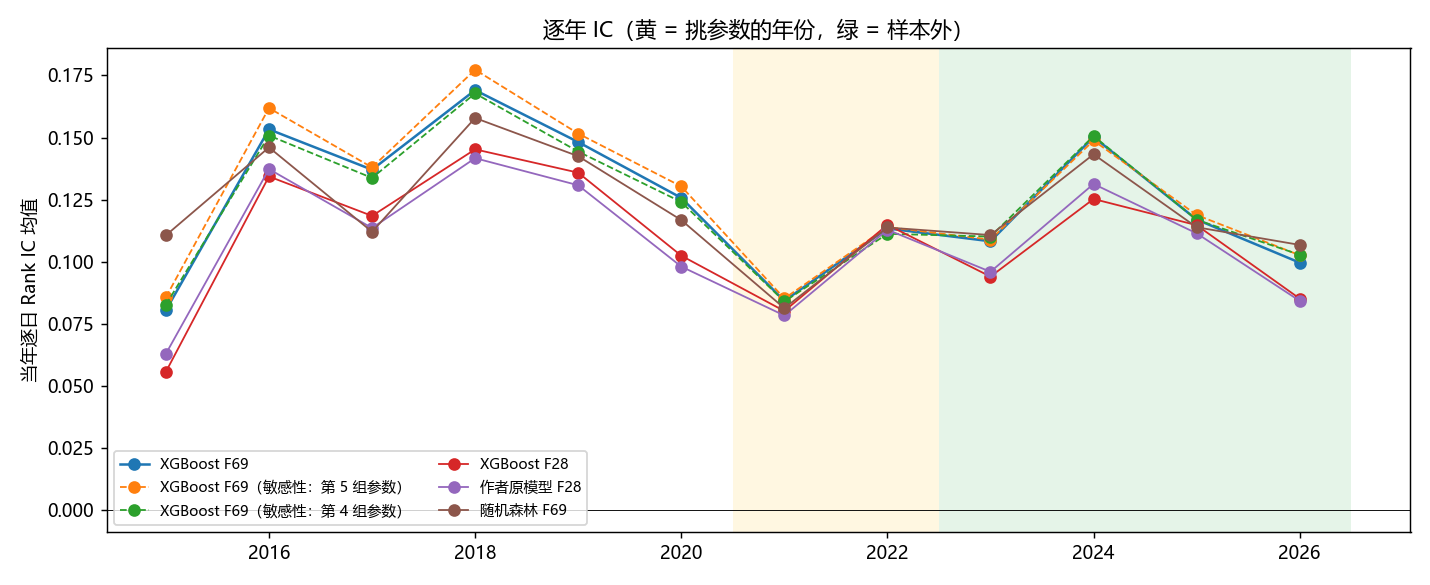 逐年 IC（黄 = 挑参数的年份，绿 = 样本外）
当年逐日 Rank IC 均值
0.175
0.150
0.125
0.100
0.075
0.050
0.025
0.000
XGBoost F69
XGBoost F69（敏感性：第 5 组参数）
XGBoost F69（敏感性：第 4 组参数）
XGBoost F28
作者原模型 F28
随机森林 F69
2016
2018
2020
2022
2024
2026